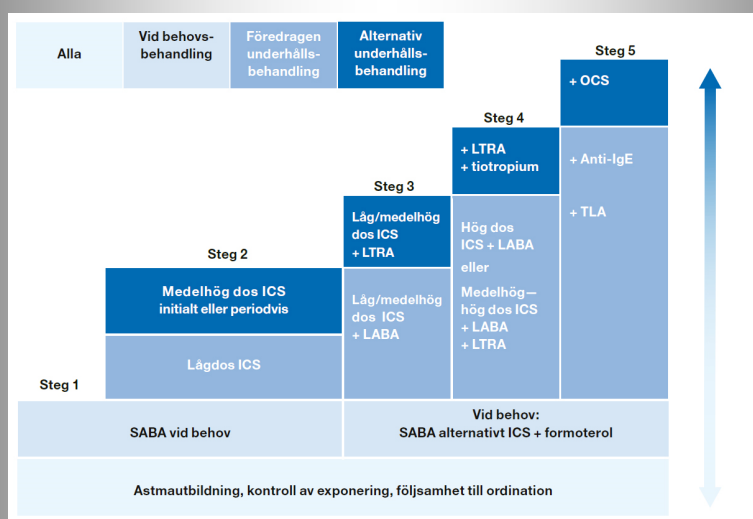 Alla
Vid behovs-
behandling
Föredragen
underhålls-
behandling
Alternativ
underhålls-
behandling
Steg 5
+ OCS
+ Anti-IgE
+ TLA
Steg 4
+ LTRA
+ tiotropium
Hög dos
ICS + LABA
eller
Medelhög—
hög dos ICS
+ LABA
+ LTRA
Steg 3
Låg/medelhög
dos ICS
+ LTRA
Låg/medelhög
dos ICS
+ LABA
Steg 2
Medelhög dos ICS
initialt eller periodvis
Lågdos ICS
Steg 1
SABA vid behov
Vid behov:
SABA alternativt ICS + formoterol
Astmautbildning, kontroll av exponering, följsamhet till ordination